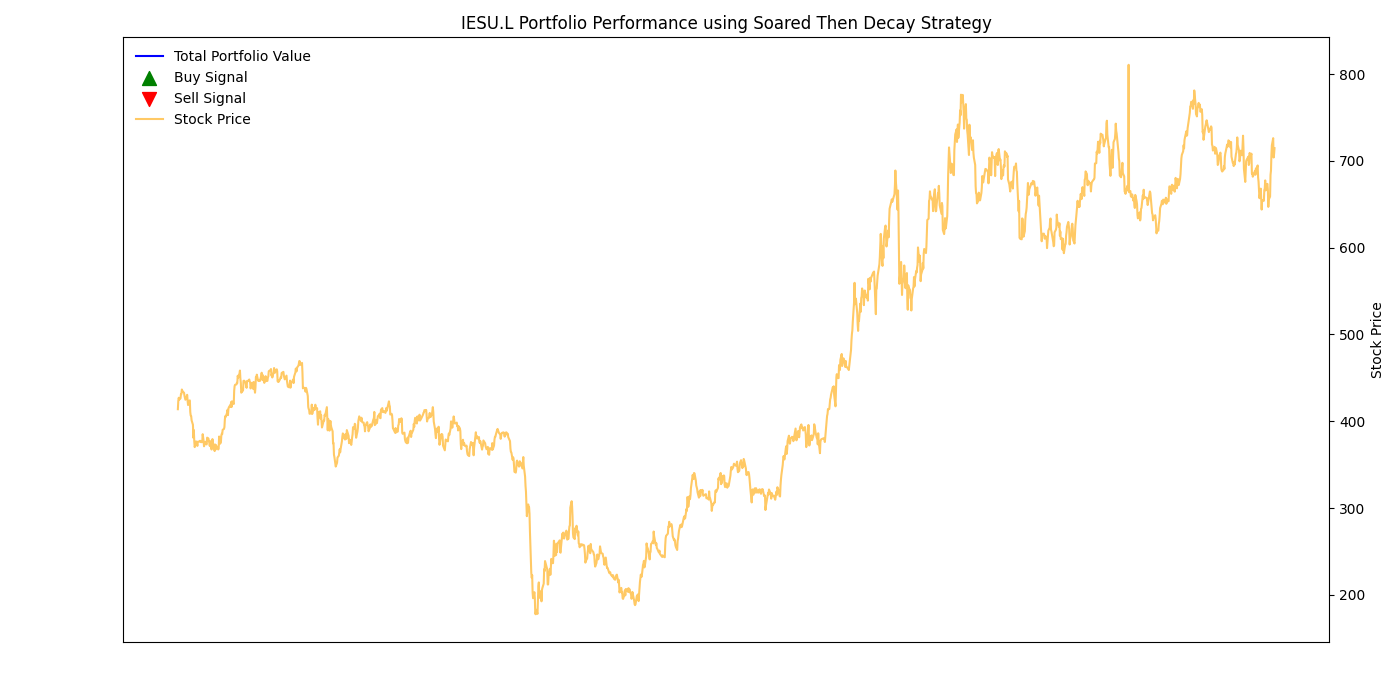 IESU.L Portfolio Performance using Soared Then Decay Strategy
Total Portfolio Value
Buy Signal
Sell Signal
Stock Price
800
700
600
500
400
300
200
Stock Price